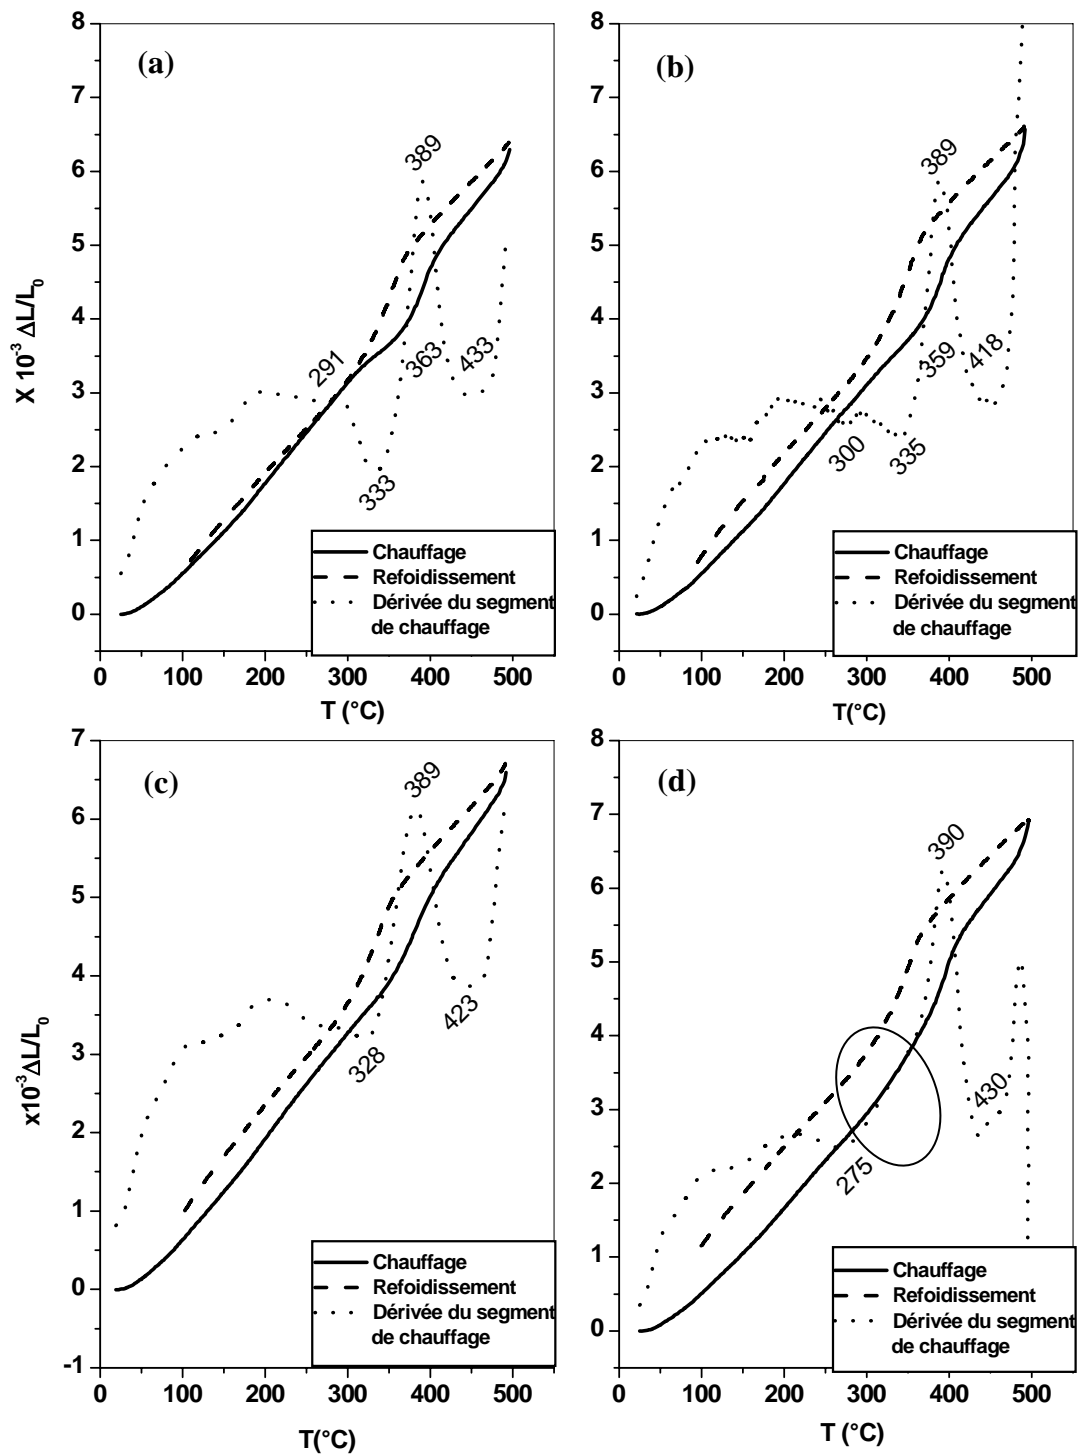 (a)
8
7
6
5
4
3
2
1
0
X 10⁻³ ΔL/L₀
291
333
363
389
433
Chauffage
Refoidissement
Dérivée du segment
de chauffage
0 100 200 300 400 500
T (°C)
(b)
8
7
6
5
4
3
2
1
0
300
335
359
389
418
Chauffage
Refoidissement
Dérivée du segment
de chauffage
0 100 200 300 400 500
T(°C)
(c)
7
6
5
4
3
2
1
0
-1
x10⁻³ΔL/L₀
328
389
423
Chauffage
Refoidissement
Dérivée du segment
de chauffage
0 100 200 300 400 500
T(°C)
(d)
8
7
6
5
4
3
2
1
0
275
390
430
Chauffage
Refoidissement
Dérivée du segment
de chauffage
0 100 200 300 400 500
T (°C)